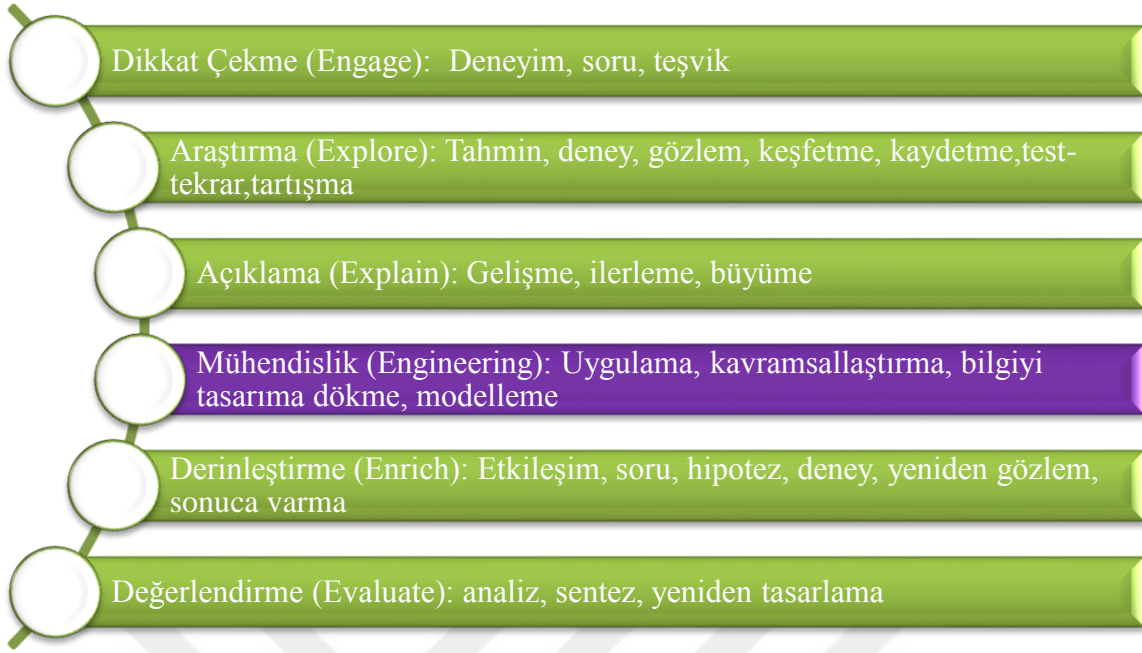 Dikkat Çekme (Engage): Deneyim, soru, teşvik
Araştırma (Explore): Tahmin, deney, gözlem, keşfetme, kaydetme,test-
tekrar,tartışma
Açıklama (Explain): Gelişme, ilerleme, büyüme
Mühendislik (Engineering): Uygulama, kavramsallaştırma, bilgiyi
tasarıma dökme, modelleme
Derinleştirme (Enrich): Etkileşim, soru, hipotez, deney, yeniden gözlem,
sonuca varma
Değerlendirme (Evaluate): analiz, sentez, yeniden tasarlama